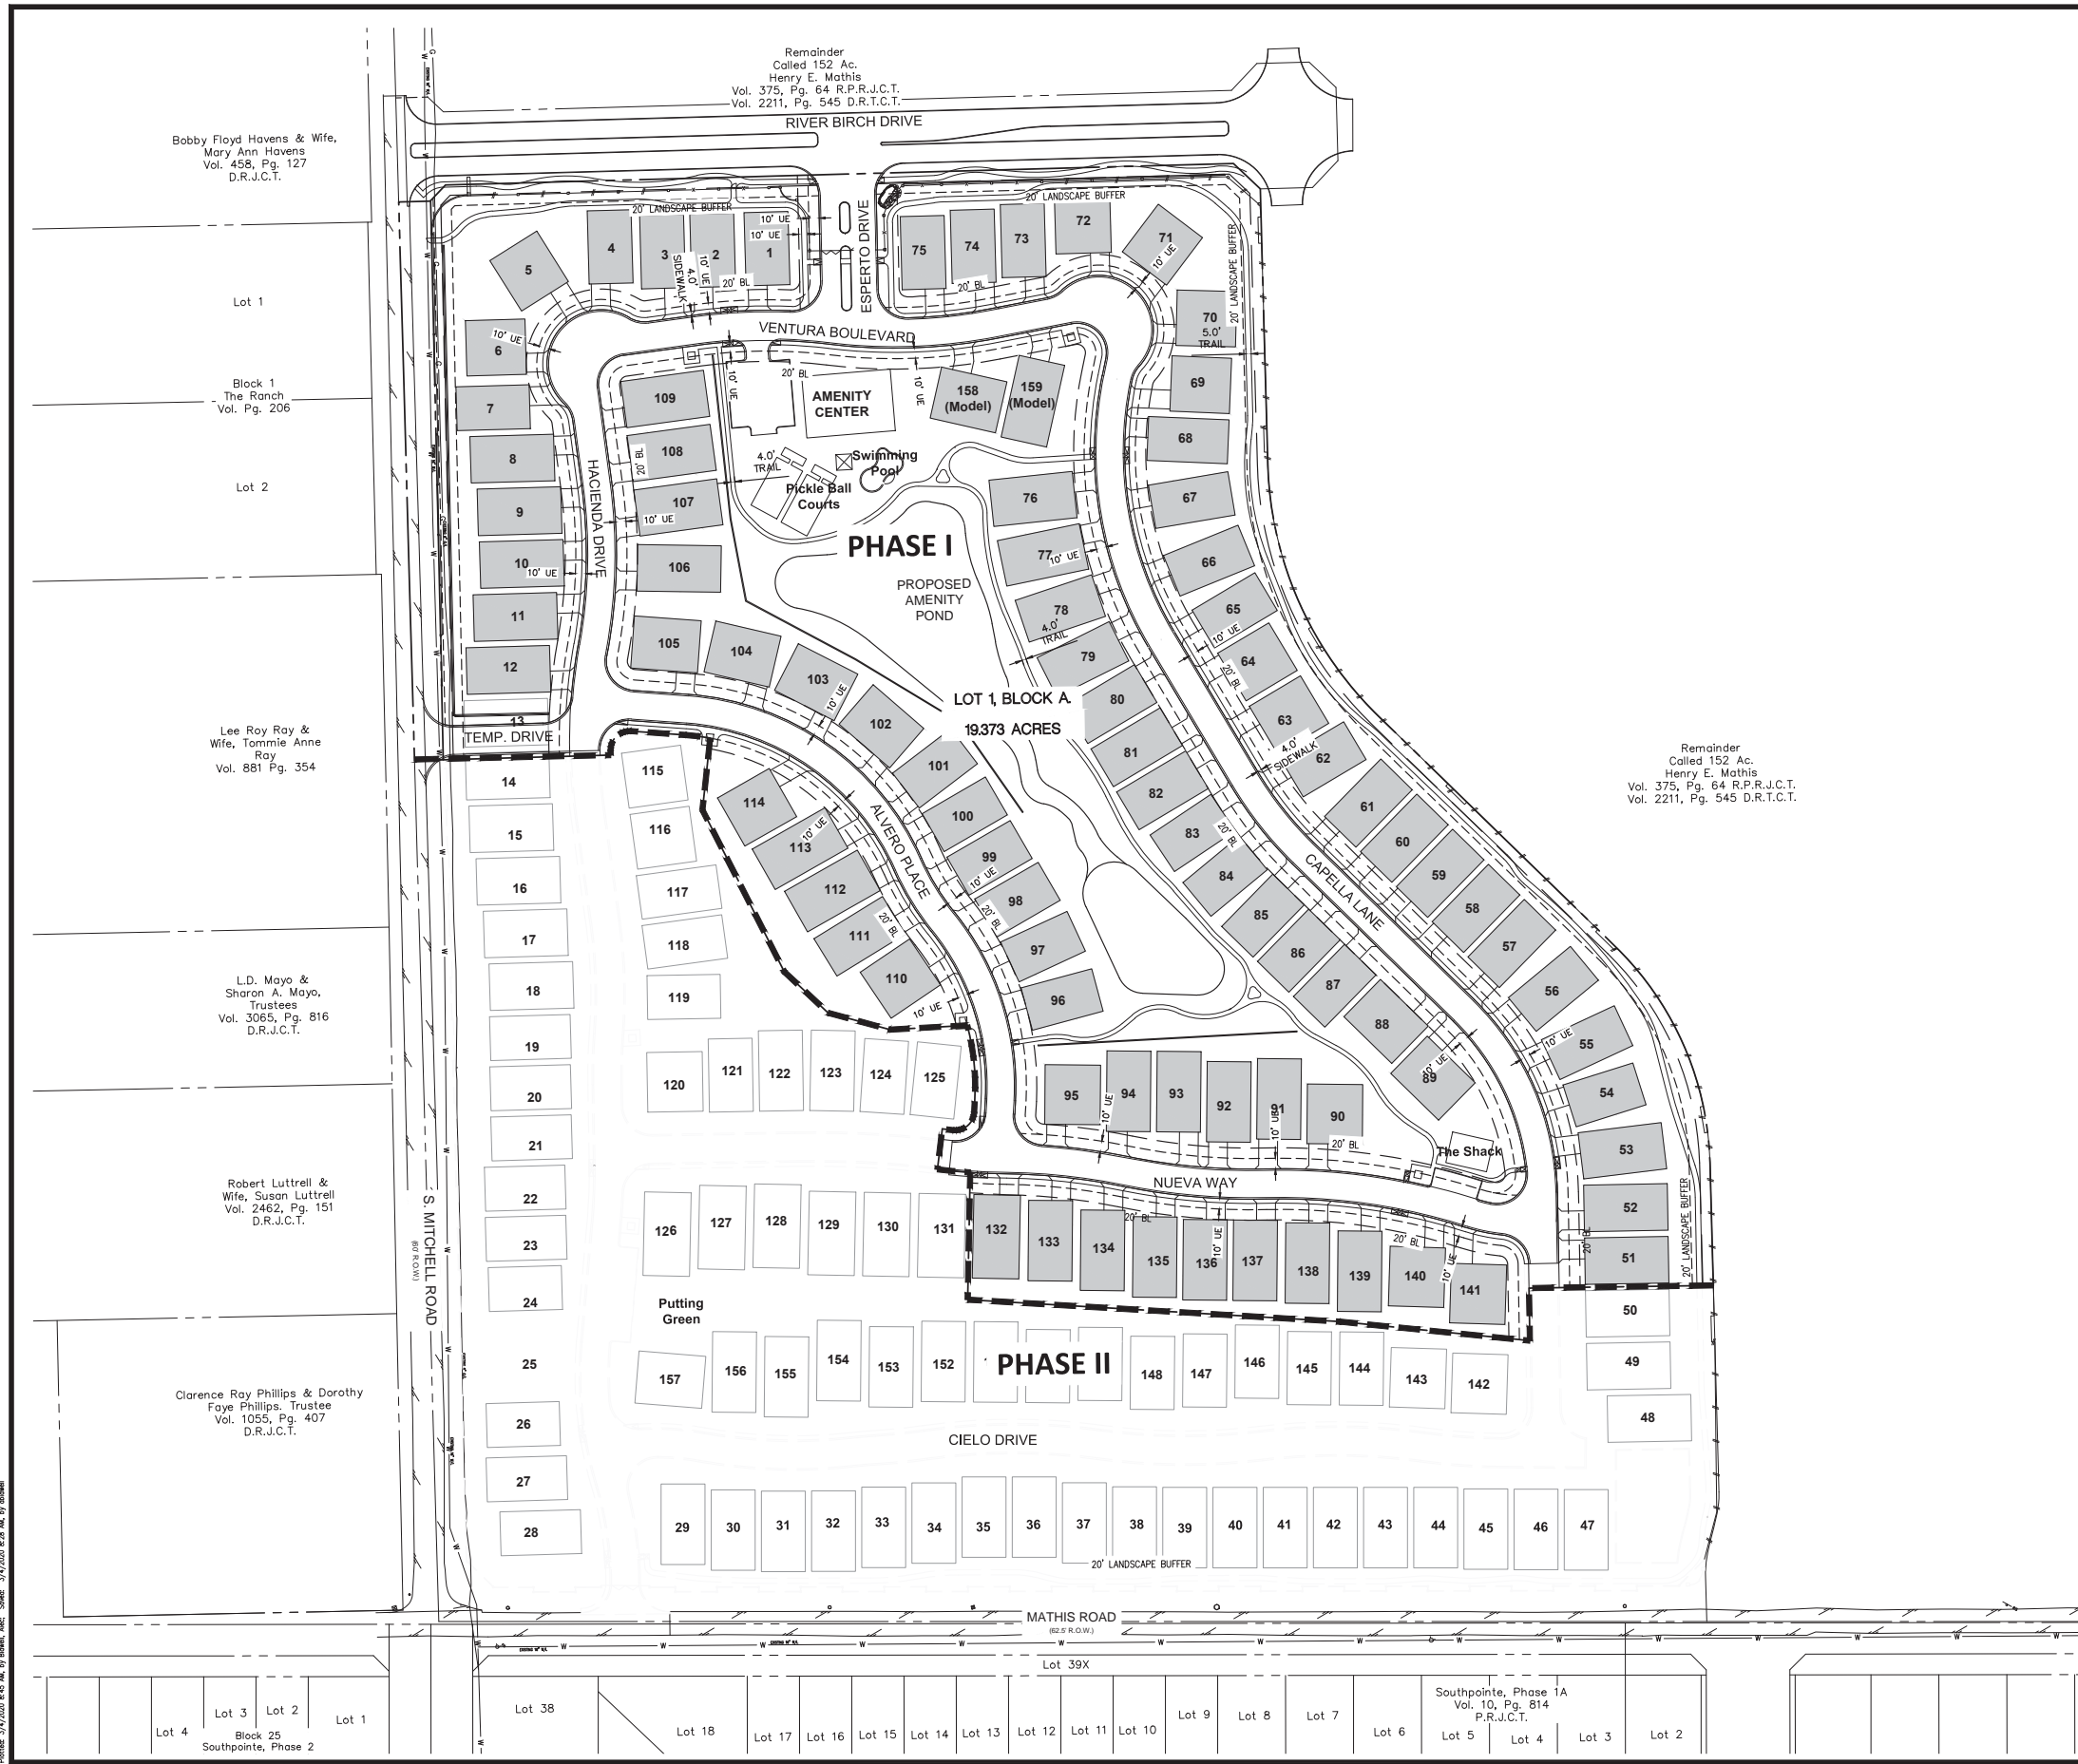 Remainder
Called 152 Ac.
Henry E. Mathis
Vol. 375, Pg. 64 R.P.R.J.C.T.
Vol. 2211, Pg. 545 D.R.T.C.T.
RIVER BIRCH DRIVE
Bobby Floyd Havens & Wife,
Mary Ann Havens
Vol. 458, Pg. 127
D.R.J.C.T.
20' LANDSCAPE BUFFER
20' LANDSCAPE BUFFER
ESPERTO DRIVE
10' UE
10' UE
5
4
3
2
1
SIDEWALK
4.0'
10' UE
20' BL
75
74
73
72
71
10' UE
20' BL
20' LANDSCAPE BUFFER
Lot 1
VENTURA BOULEVARD
70
5.0'
TRAIL
6
10' UE
20' BL
10' UE
10' UE
Block 1
The Ranch
Vol. Pg. 206
7
109
AMENITY
CENTER
158
(Model)
159
(Model)
69
8
108
20' BL
4.0'
TRAIL
Swimming
Pool
68
Lot 2
HACIENDA DRIVE
9
107
10' UE
Pickle Ball
Courts
76
67
PHASE I
10
10' UE
106
PROPOSED
AMENITY
POND
77
10' UE
66
11
78
4.0'
TRAIL
65
10' UE
12
105
104
103
10' UE
79
64
20' BL
LOT 1, BLOCK A.
19.373 ACRES
80
63
13
TEMP. DRIVE
102
81
4.0'
SIDEWALK
62
Lee Roy Ray &
Wife, Tommie Anne
Ray
Vol. 881 Pg. 354
Remainder
Called 152 Ac.
Henry E. Mathis
Vol. 375, Pg. 64 R.P.R.J.C.T.
Vol. 2211, Pg. 545 D.R.T.C.T.
14
115
101
82
61
114
ALVERO PLACE
100
83
20' BL
60
15
116
113
10' UE
99
10' UE
84
CAPELLA LANE
59
16
117
112
98
20' BL
85
58
17
118
111
20' BL
97
86
57
18
119
110
10' UE
96
87
56
L.D. Mayo &
Sharon A. Mayo,
Trustees
Vol. 3065, Pg. 816
D.R.J.C.T.
19
88
55
10' UE
20
120
121
122
123
124
125
95
94
93
92
91
90
89
10' UE
54
10' UE
10' UE
20' BL
21
The Shack
53
Robert Luttrell &
Wife, Susan Luttrell
Vol. 2462, Pg. 151
D.R.J.C.T.
S. MITCHELL ROAD
(60' R.O.W.)
NUEVA WAY
22
52
20' LANDSCAPE BUFFER
126
127
128
129
130
131
132
133
134
135
136
137
138
139
140
141
20' BL
10' UE
20' BL
10' UE
20' BL
23
51
24
50
Putting
Green
25
49
157
156
155
154
153
152
PHASE II
148
147
146
145
144
143
142
Clarence Ray Phillips & Dorothy
Faye Phillips. Trustee
Vol. 1055, Pg. 407
D.R.J.C.T.
26
48
CIELO DRIVE
27
28
29
30
31
32
33
34
35
36
37
38
39
40
41
42
43
44
45
46
47
20' LANDSCAPE BUFFER
MATHIS ROAD
(62.5' R.O.W.)
Lot 39X
Lot 4
Lot 3
Lot 2
Lot 1
Block 25
Southpointe, Phase 2
Lot 38
Lot 18
Lot 17
Lot 16
Lot 15
Lot 14
Lot 13
Lot 12
Lot 11
Lot 10
Lot 9
Lot 8
Lot 7
Lot 6
Southpointe, Phase 1A
Vol. 10, Pg. 814
P.R.J.C.T.
Lot 5
Lot 4
Lot 3
Lot 2